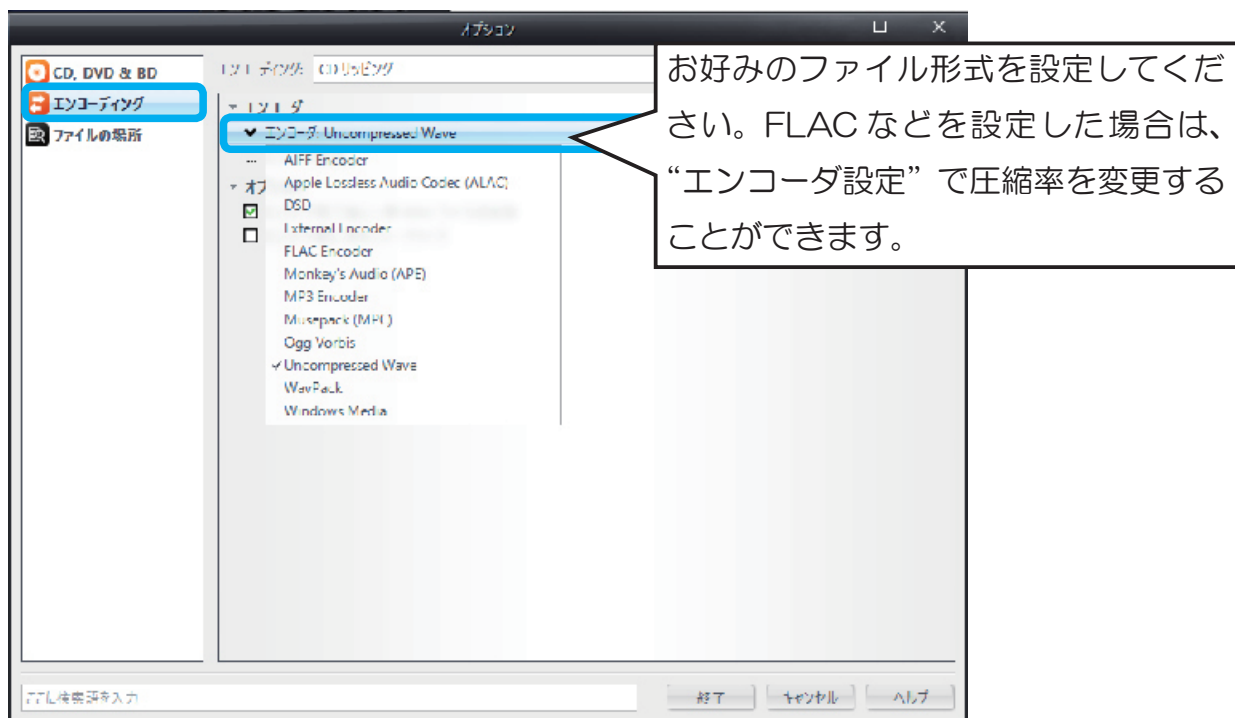 オプション
CD, DVD & BD
エンコーディング
ファイルの場所
エンコーディング: CDリッピング
エンコーダ
エンコーダ: Uncompressed Wave
AIFF Encoder
Apple Lossless Audio Codec (ALAC)
DSD
External Encoder
FLAC Encoder
Monkey's Audio (APE)
MP3 Encoder
Musepack (MPC)
Ogg Vorbis
Uncompressed Wave
WavPack
Windows Media
オプ
お好みのファイル形式を設定してくだ
さい。FLACなどを設定した場合は、
“エンコーダ設定”で圧縮率を変更する
ことができます。
ここに検索語を入力
終了
キャンセル
ヘルプ